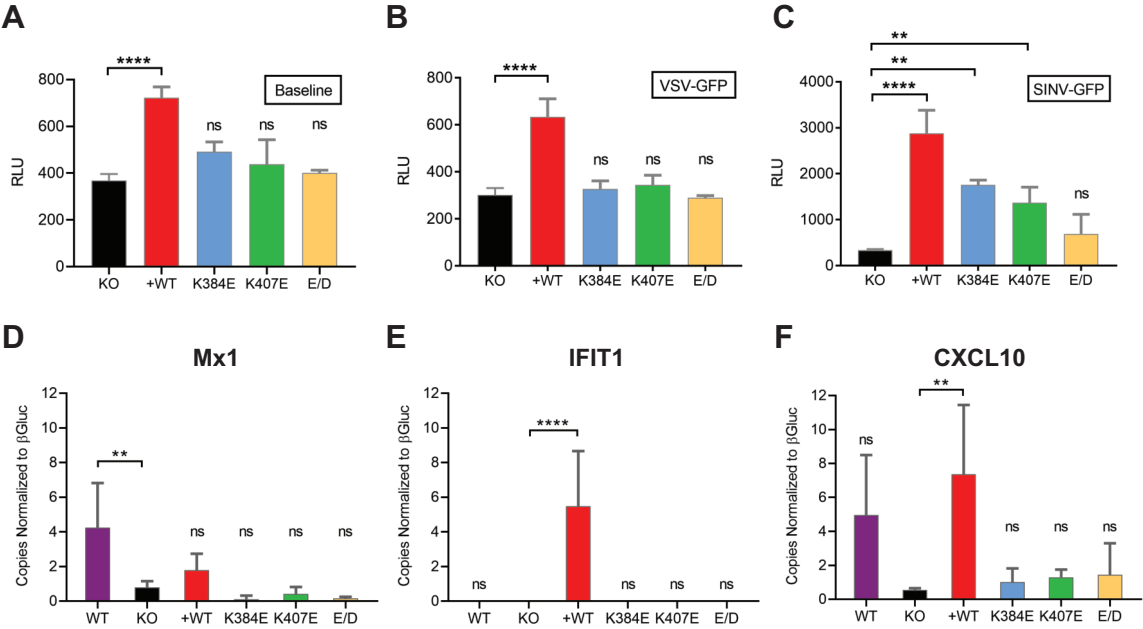 A
****
Baseline
800
600
400
200
0
RLU
ns
ns
ns
KO
+WT
K384E
K407E
E/D
B
****
VSV-GFP
800
600
400
200
0
RLU
ns
ns
ns
KO
+WT
K384E
K407E
E/D
C
**
**
****
SINV-GFP
4000
3000
2000
1000
0
RLU
ns
KO
+WT
K384E
K407E
E/D
D
Mx1
12
10
8
6
4
2
0
Copies Normalized to βGluc
**
ns
ns
ns
ns
WT
KO
+WT
K384E
K407E
E/D
E
IFIT1
12
10
8
6
4
2
0
Copies Normalized to βGluc
****
ns
ns
ns
ns
WT
KO
+WT
K384E
K407E
E/D
F
CXCL10
12
10
8
6
4
2
0
Copies Normalized to βGluc
**
ns
ns
ns
ns
WT
KO
+WT
K384E
K407E
E/D